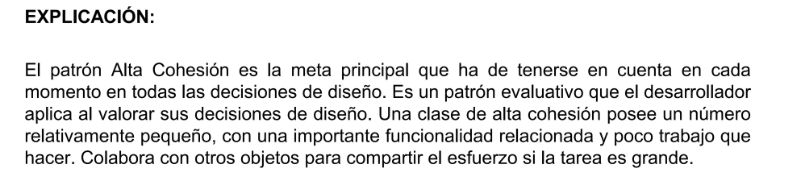 EXPLICACIÓN:
El patrón Alta Cohesión es la meta principal que ha de tenerse en cuenta en cada
momento en todas las decisiones de diseño. Es un patrón evaluativo que el desarrollador
aplica al valorar sus decisiones de diseño. Una clase de alta cohesión posee un número
relativamente pequeño, con una importante funcionalidad relacionada y poco trabajo que
hacer. Colabora con otros objetos para compartir el esfuerzo si la tarea es grande.